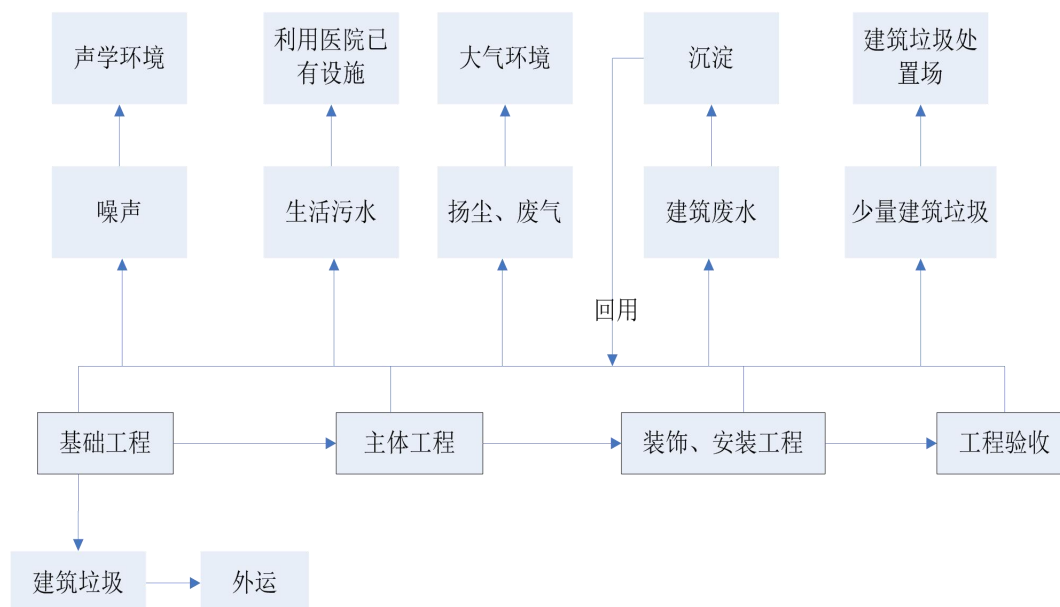 声学环境
利用医院已
有设施
大气环境
沉淀
建筑垃圾处
置场
噪声
生活污水
扬尘、废气
建筑废水
少量建筑垃圾
回用
基础工程
主体工程
装饰、安装工程
工程验收
建筑垃圾
外运